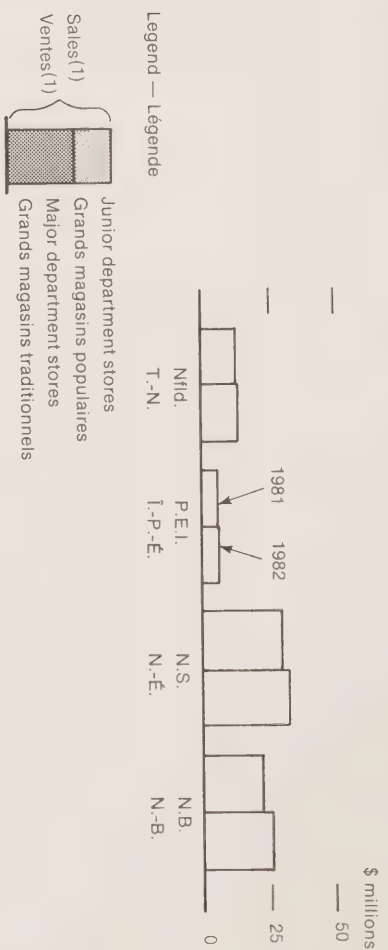 $ millions
50
25
0
1981
1982
Nfld.
T.-N.
P.E.I.
Î.-P.-É.
N.S.
N.-É.
N.B.
N.-B.
Legend — Légende
Sales(1)
Ventes(1)
Junior department stores
Grands magasins populaires
Major department stores
Grands magasins traditionnels